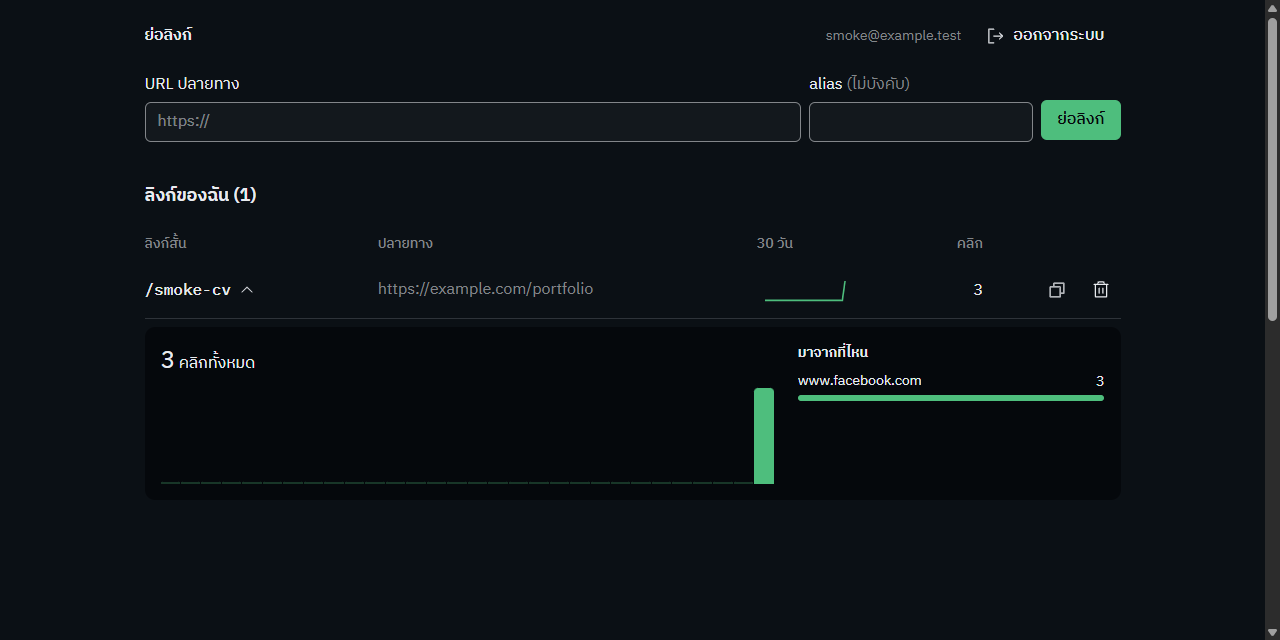 ย่อลิงก์
smoke@example.test ออกจากระบบ
URL ปลายทาง alias (ไม่บังคับ)
https:// ย่อลิงก์
ลิงก์ของฉัน (1)
ลิงก์สั้น ปลายทาง 30 วัน คลิก
/smoke-cv https://example.com/portfolio 3
3 คลิกทั้งหมด
มาจากที่ไหน
www.facebook.com 3